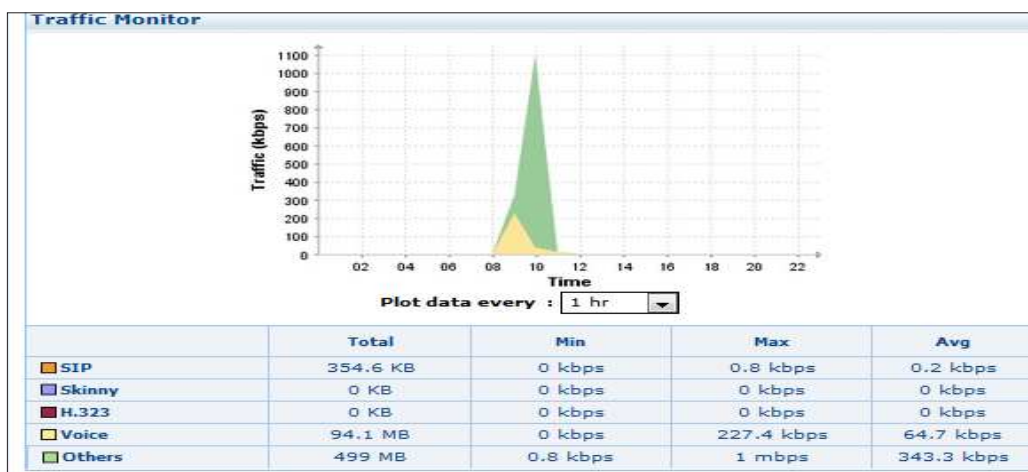 Traffic Monitor
1100
1000
900
800
700
600
500
400
300
200
100
0
Traffic (kbps)
02 04 06 08 10 12 14 16 18 20 22
Time
Plot data every : 1 hr
Total Min Max Avg
SIP 354.6 KB 0 kbps 0.8 kbps 0.2 kbps
Skinny 0 KB 0 kbps 0 kbps 0 kbps
H.323 0 KB 0 kbps 0 kbps 0 kbps
Voice 94.1 MB 0 kbps 227.4 kbps 64.7 kbps
Others 499 MB 0.8 kbps 1 mbps 343.3 kbps